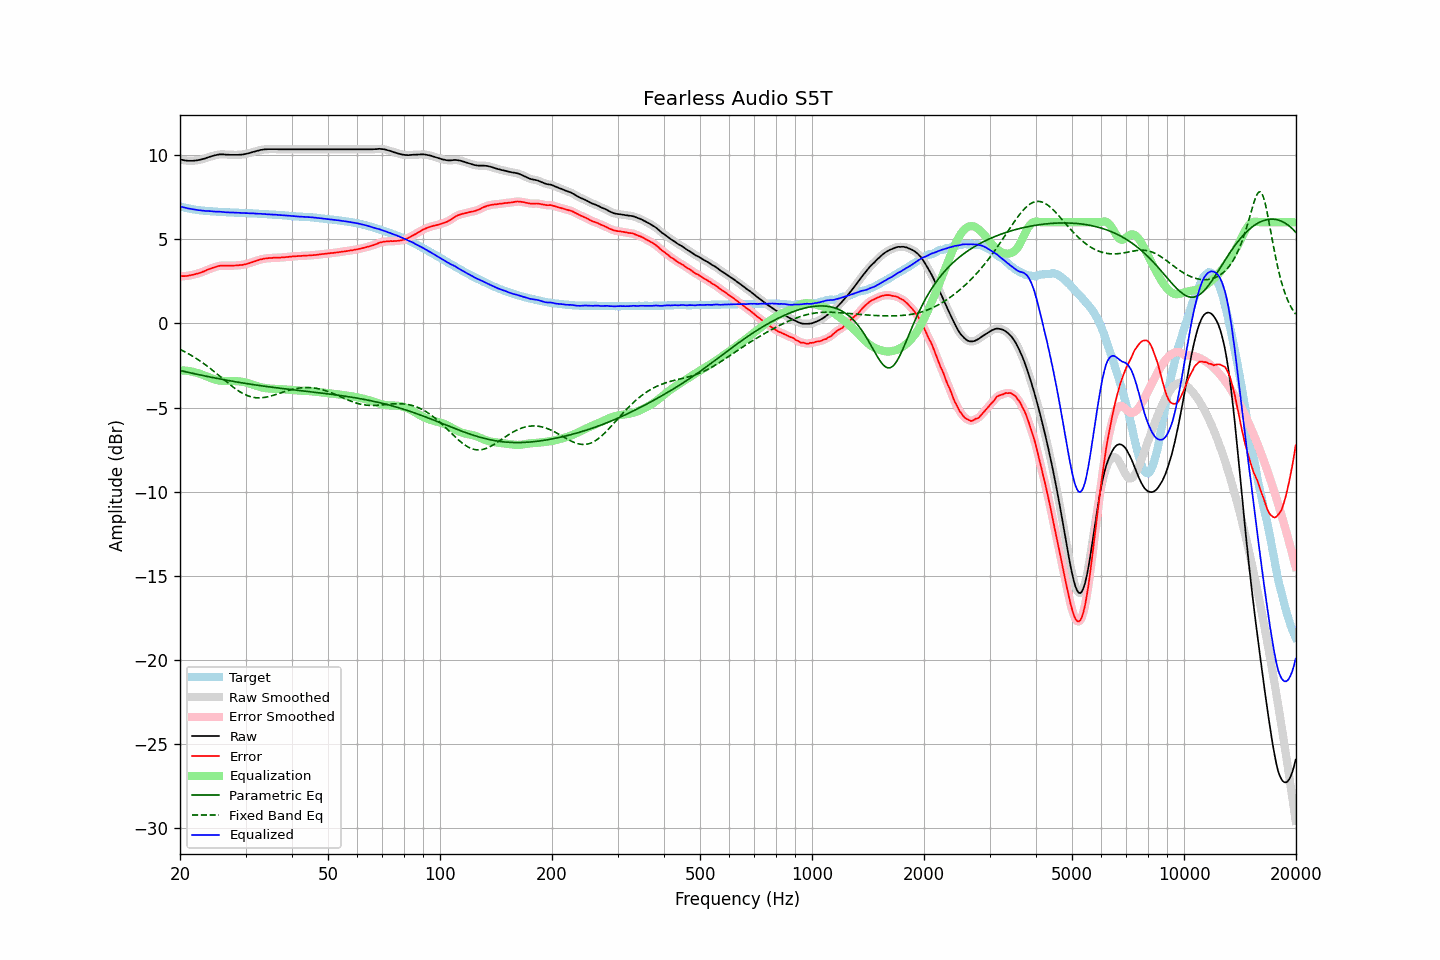 Fearless Audio S5T
Amplitude (dBr)
10
5
0
−5
−10
−15
−20
−25
−30
Target
Raw Smoothed
Error Smoothed
Raw
Error
Equalization
Parametric Eq
Fixed Band Eq
Equalized
20
50
100
200
500
1000
2000
5000
10000
20000
Frequency (Hz)